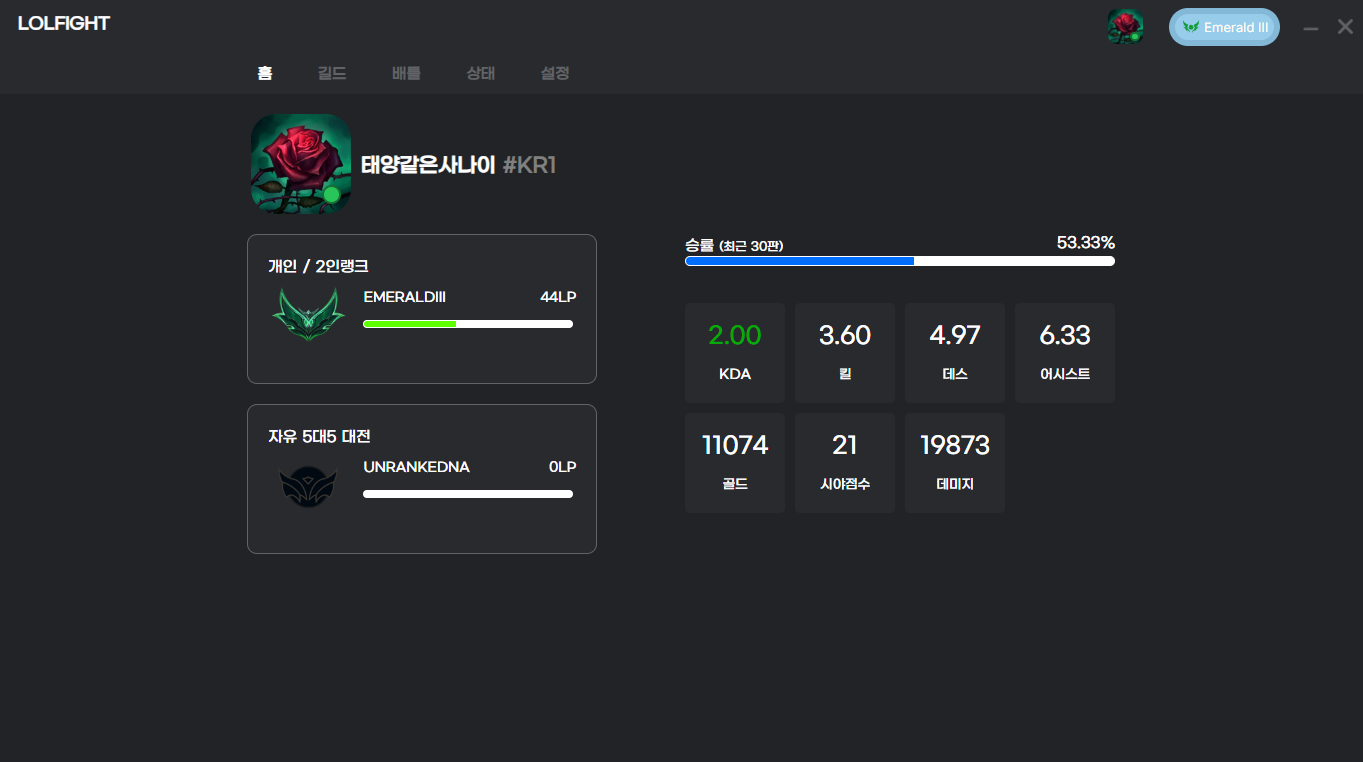 LOLFIGHT
Emerald III
홈 길드 배틀 상태 설정
태양같은사나이 #KR1
개인 / 2인랭크
EMERALDIII 44LP
자유 5대5 대전
UNRANKEDNA 0LP
승률 (최근 30판) 53.33%
2.00 3.60 4.97 6.33
KDA 킬 데스 어시스트
11074 21 19873
골드 시야점수 데미지